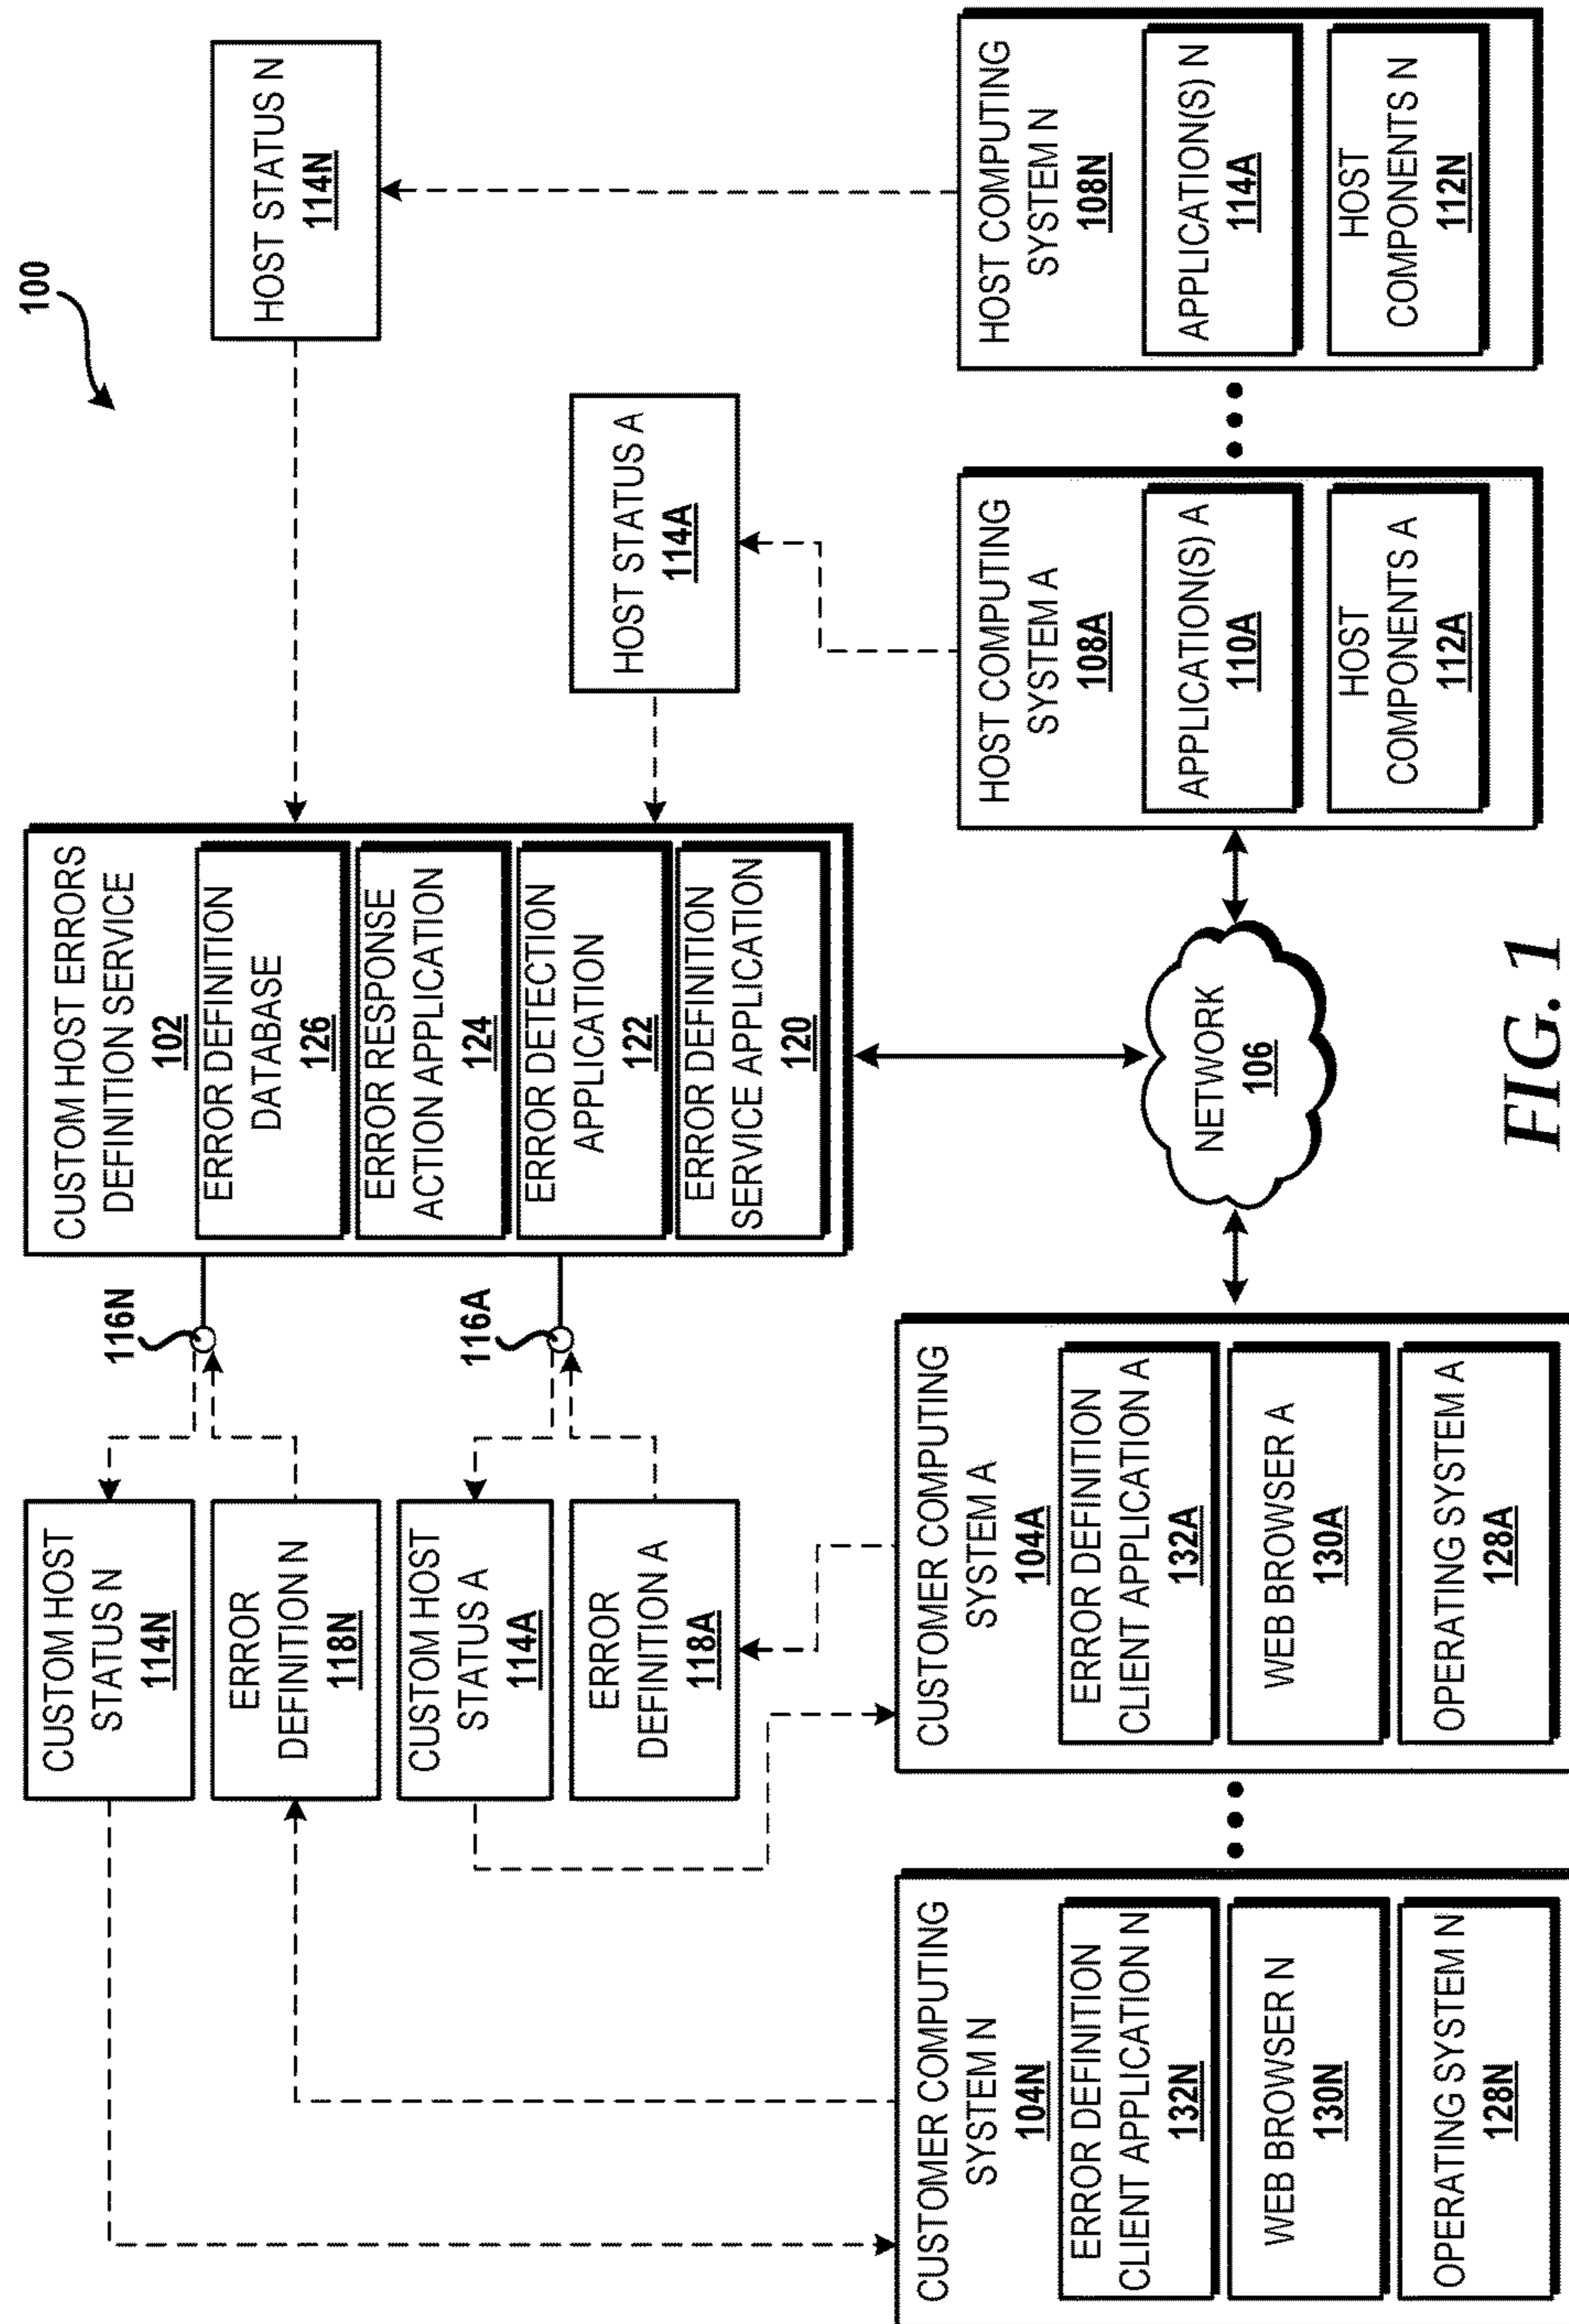 100
CUSTOM HOST
STATUS N
114N
ERROR
DEFINITION N
118N
CUSTOM HOST
STATUS A
114A
ERROR
DEFINITION A
118A
116N
116A
CUSTOM HOST ERRORS
DEFINITION SERVICE
102
ERROR DEFINITION
DATABASE
126
ERROR RESPONSE
ACTION APPLICATION
124
ERROR DETECTION
APPLICATION
122
ERROR DEFINITION
SERVICE APPLICATION
120
HOST STATUS N
114N
HOST STATUS A
114A
CUSTOMER COMPUTING
SYSTEM N
104N
ERROR DEFINITION
CLIENT APPLICATION N
132N
WEB BROWSER N
130N
OPERATING SYSTEM N
128N
CUSTOMER COMPUTING
SYSTEM A
104A
ERROR DEFINITION
CLIENT APPLICATION A
132A
WEB BROWSER A
130A
OPERATING SYSTEM A
128A
NETWORK
106
HOST COMPUTING
SYSTEM A
108A
APPLICATION(S) A
110A
HOST
COMPONENTS A
112A
HOST COMPUTING
SYSTEM N
108N
APPLICATION(S) N
114A
HOST
COMPONENTS N
112N
FIG. 1